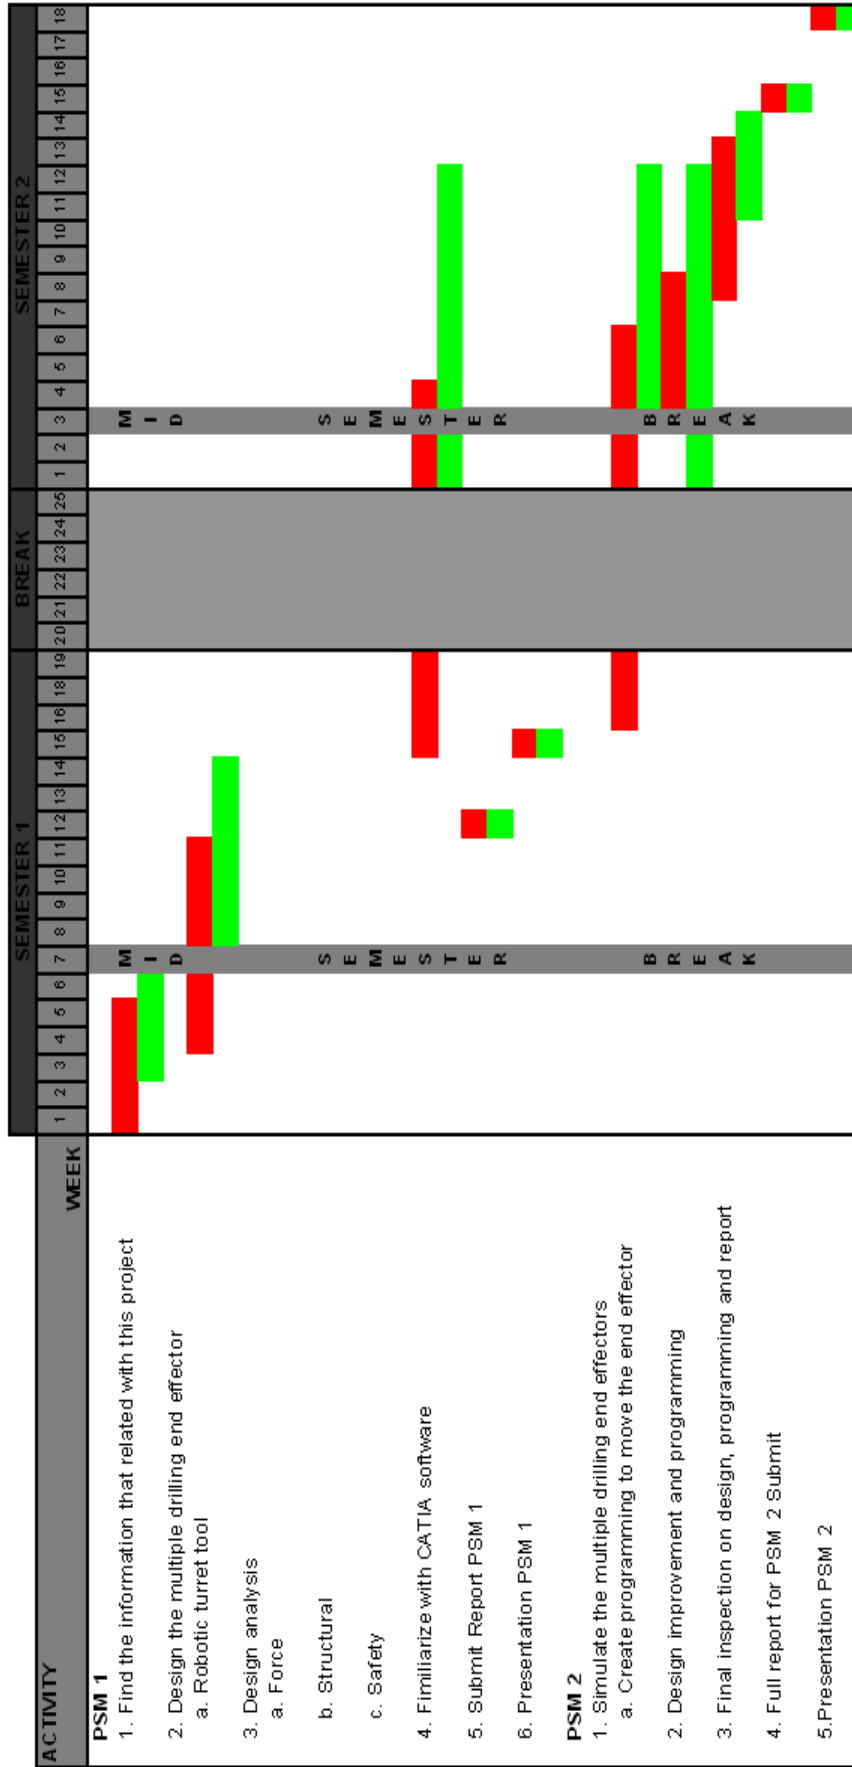 SEMESTER 1 BREAK SEMESTER 2
ACTIVITY WEEK 1 2 3 4 5 6 7 8 9 10 11 12 13 14 15 16 18 19 20 21 22 23 24 25 1 2 3 4 5 6 7 8 9 10 11 12 13 14 15 16 17 18
PSM 1
1. Find the information that related with this project
2. Design the multiple drilling end effector
a. Robotic turret tool
3. Design analysis
a. Force
b. Structural
c. Safety
4. Fimiliarize with CATIA software
5. Submit Report PSM 1
6. Presentation PSM 1
PSM 2
1. Simulate the multiple drilling end effectors
a. Create programming to move the end effector
2. Design improvement and programming
3. Final inspection on design, programming and report
4. Full report for PSM 2 Submit
5.Presentation PSM 2
MID SEMESTER BREAK
MID SEMESTER BREAK